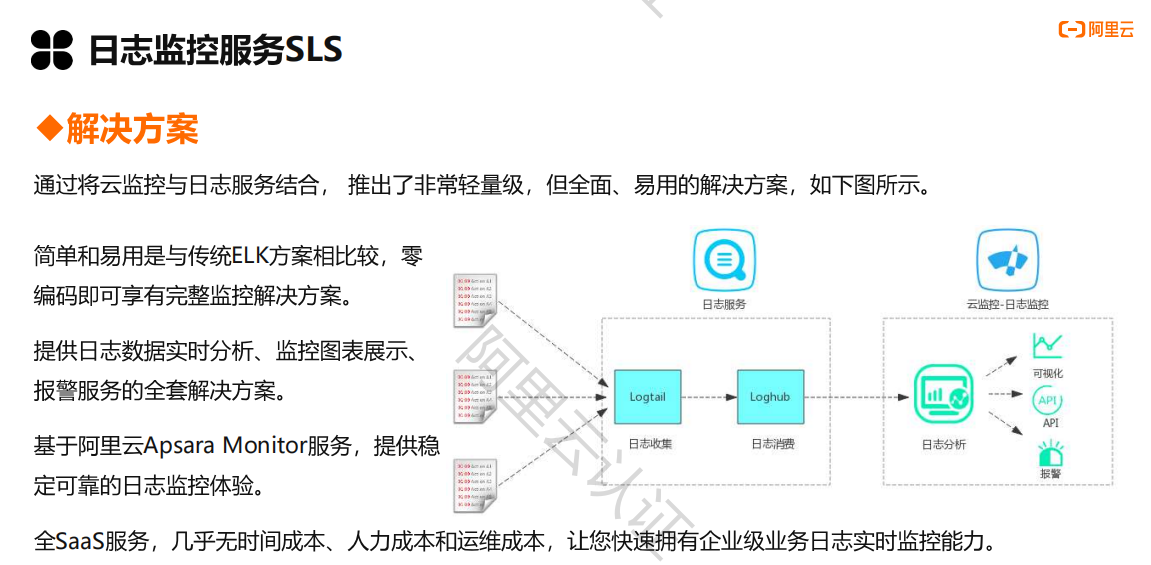 日志监控服务SLS
阿里云
解决方案
通过将云监控与日志服务结合， 推出了非常轻量级，但全面、易用的解决方案，如下图所示。
简单和易用是与传统ELK方案相比较，零
编码即可享有完整监控解决方案。
提供日志数据实时分析、监控图表展示、
报警服务的全套解决方案。
基于阿里云Apsara Monitor服务，提供稳
定可靠的日志监控体验。
全SaaS服务，几乎无时间成本、人力成本和运维成本，让您快速拥有企业级业务日志实时监控能力。
日志服务
云监控-日志监控
Logtail
Loghub
日志收集
日志消费
日志分析
可视化
API
API
报警
阿里云认证